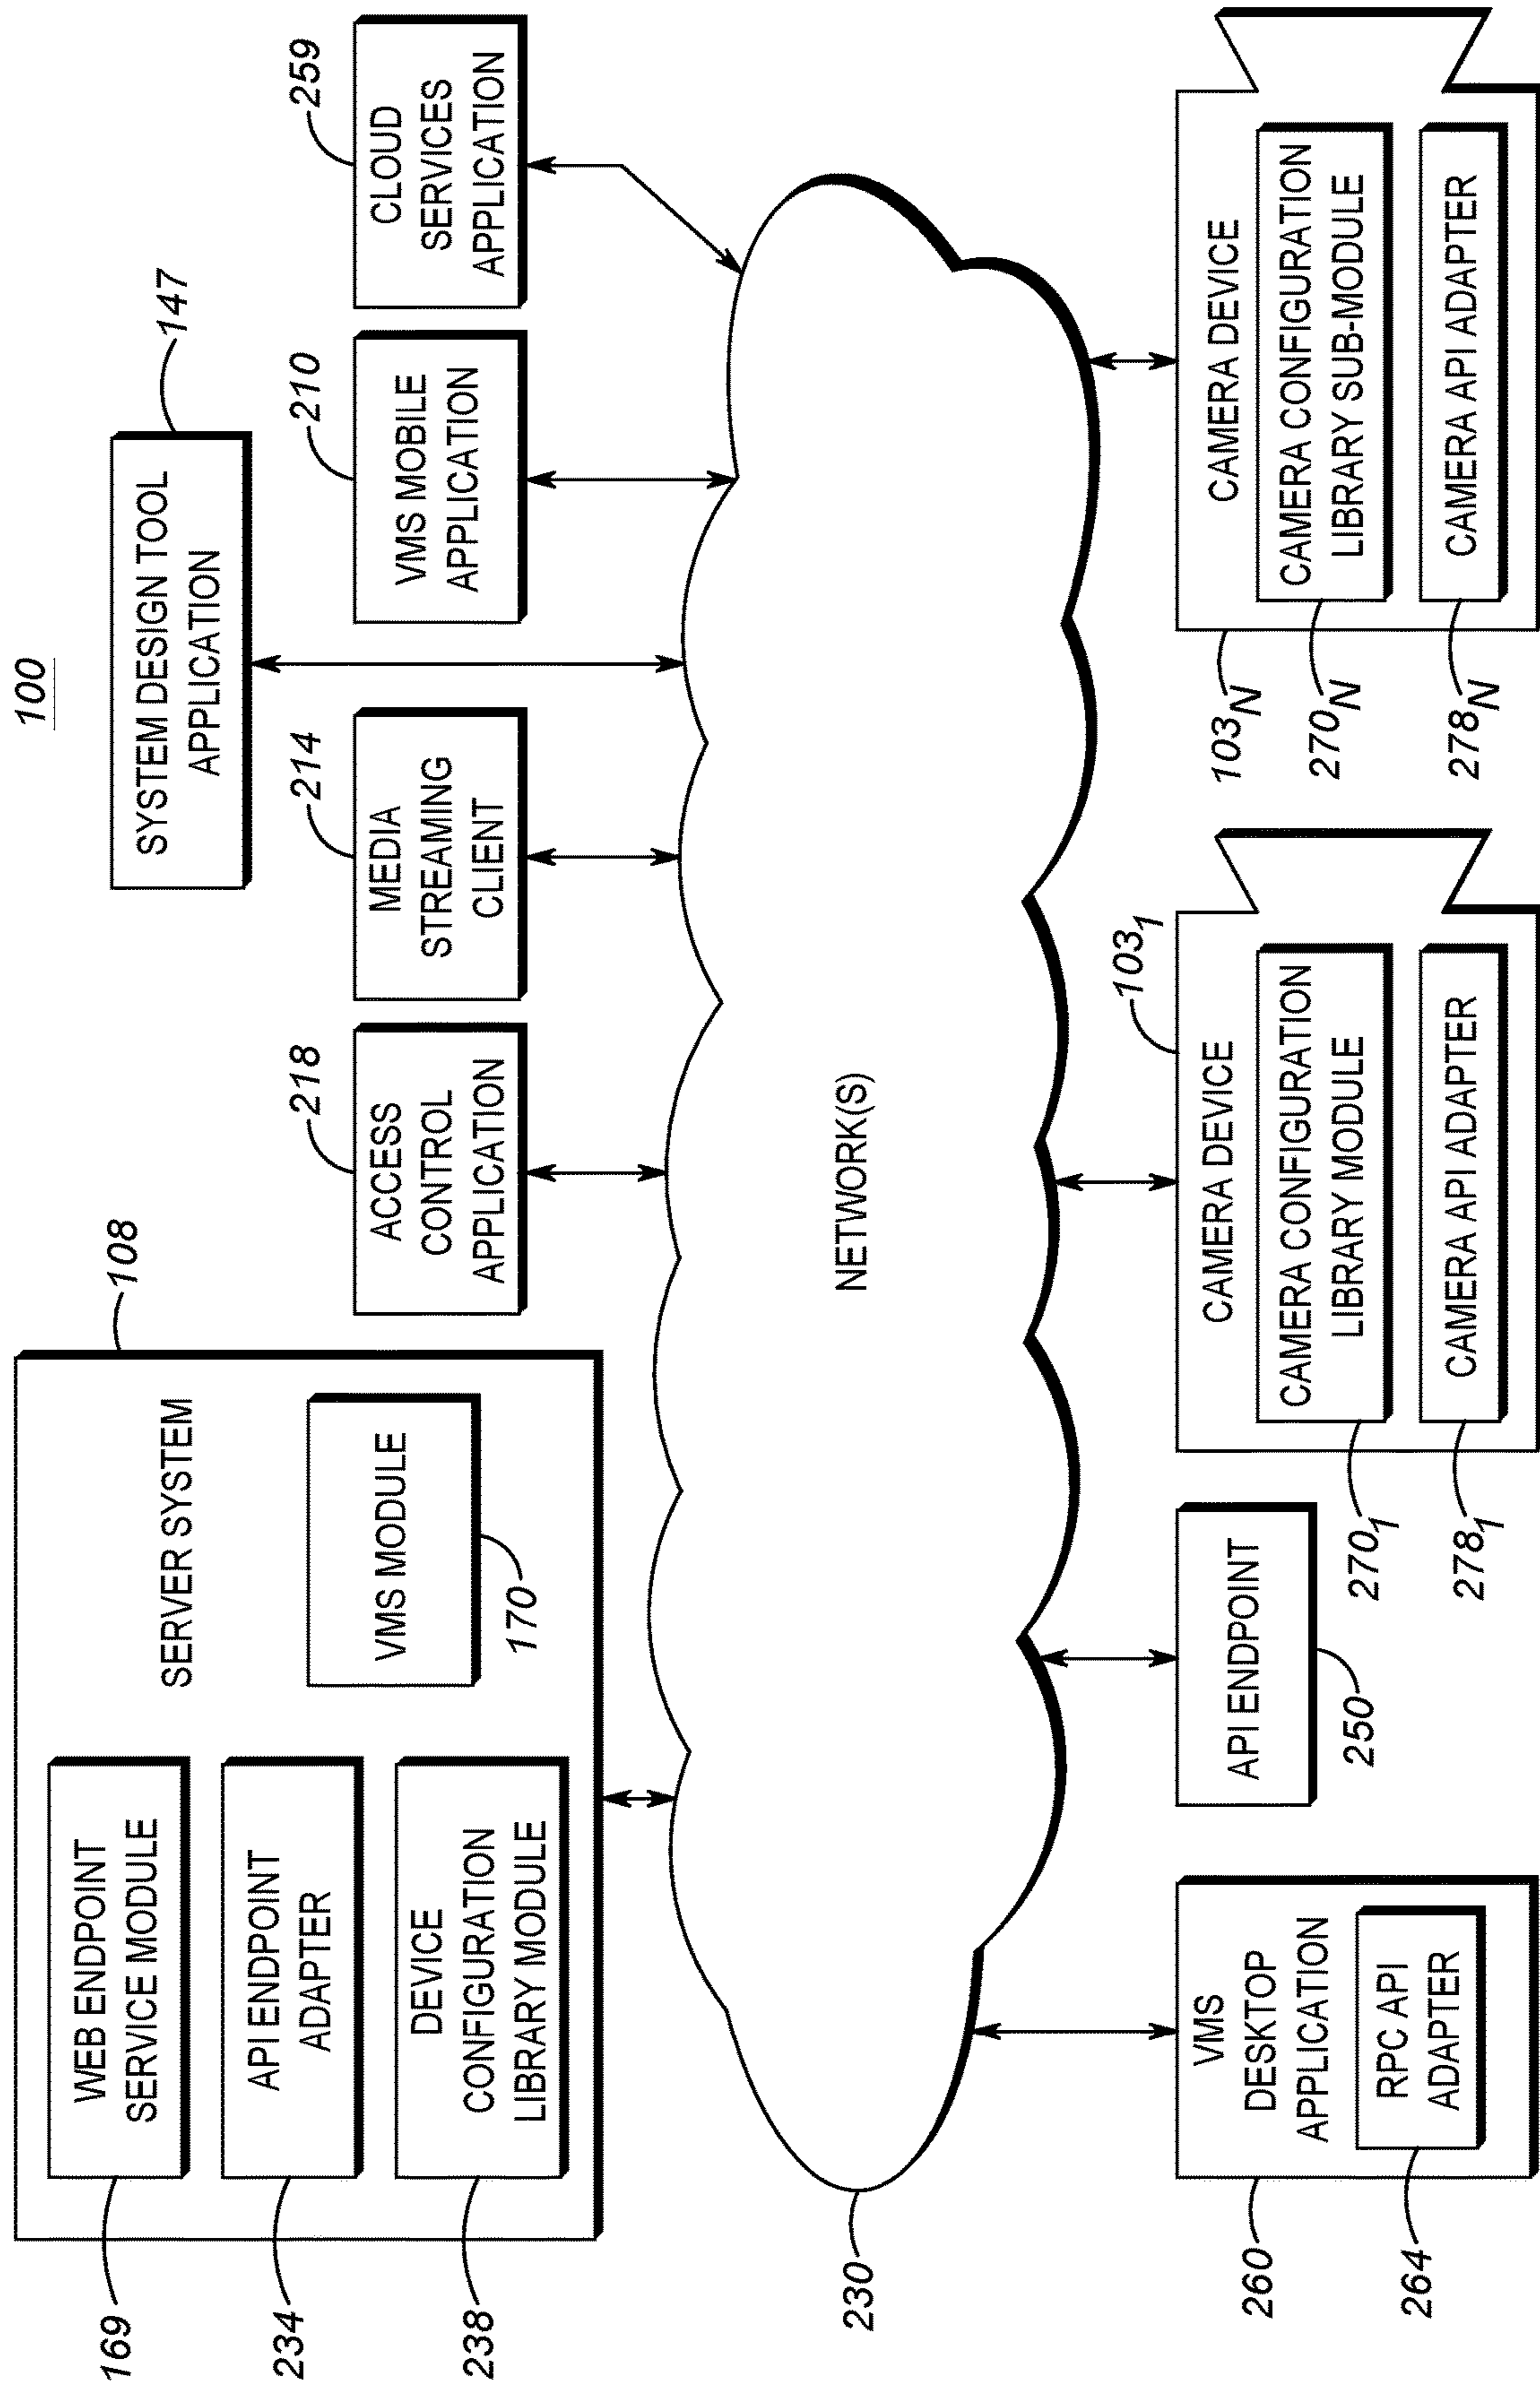 100
108
SERVER SYSTEM
169
WEB ENDPOINT
SERVICE MODULE
234
API ENDPOINT
ADAPTER
238
DEVICE
CONFIGURATION
LIBRARY MODULE
VMS MODULE
170
218
ACCESS
CONTROL
APPLICATION
214
MEDIA
STREAMING
CLIENT
147
SYSTEM DESIGN TOOL
APPLICATION
210
VMS MOBILE
APPLICATION
259
CLOUD
SERVICES
APPLICATION
230
NETWORK(S)
260
VMS
DESKTOP
APPLICATION
264
RPC API
ADAPTER
API ENDPOINT
250
103₁
CAMERA DEVICE
270₁
CAMERA CONFIGURATION
LIBRARY MODULE
278₁
CAMERA API ADAPTER
103N
CAMERA DEVICE
270N
CAMERA CONFIGURATION
LIBRARY SUB-MODULE
278N
CAMERA API ADAPTER